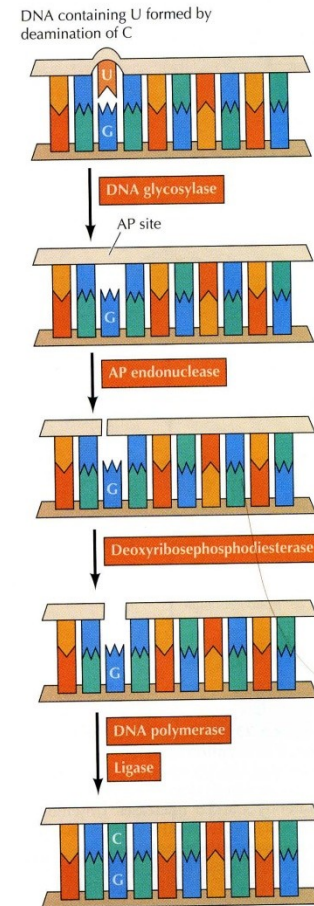 DNA containing U formed by
deamination of C
U
G
DNA glycosylase
AP site
G
AP endonuclease
G
Deoxyribosephosphodiesterase
G
DNA polymerase
Ligase
C
G